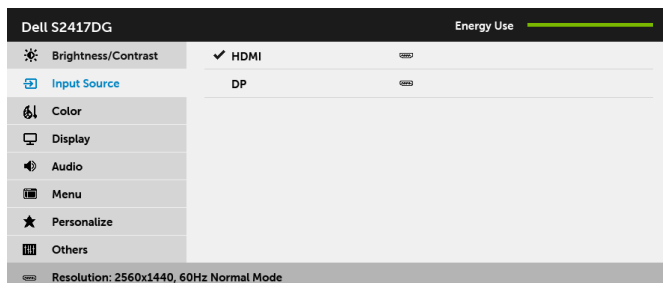 Dell S2417DG
Energy Use
Brightness/Contrast
HDMI
Input Source
DP
Color
Display
Audio
Menu
Personalize
Others
Resolution: 2560x1440, 60Hz Normal Mode